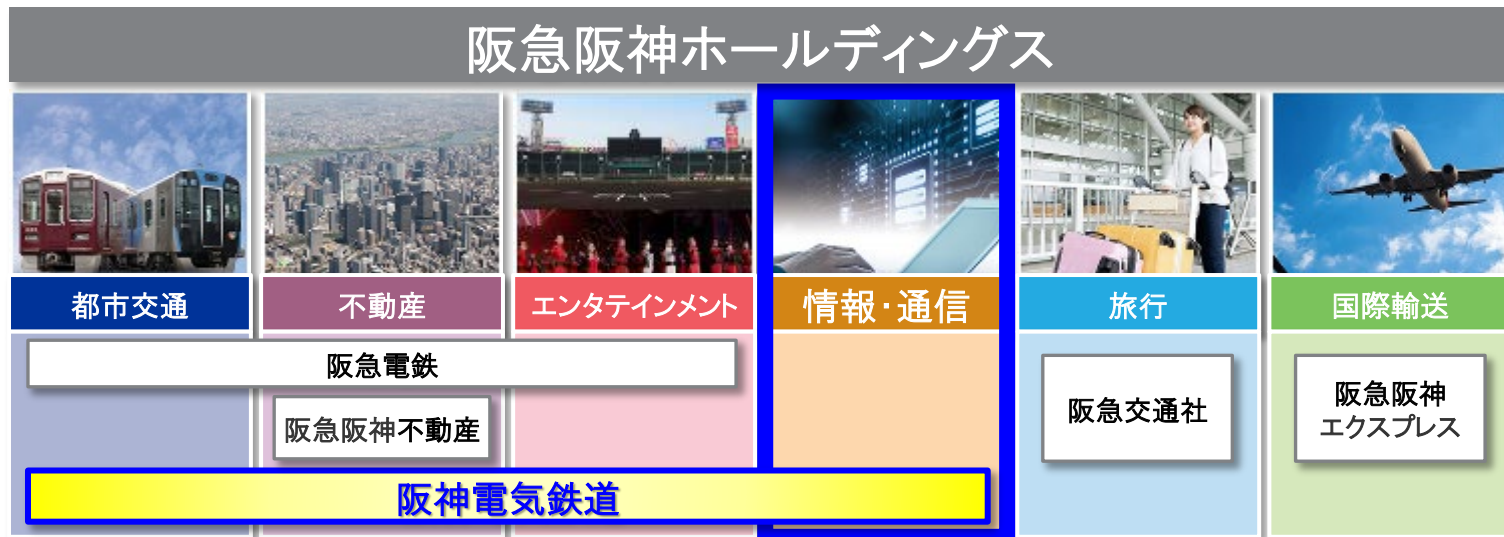 阪急阪神ホールディングス
都市交通
不動産
エンタテインメント
情報・通信
旅行
国際輸送
阪急電鉄
阪急阪神不動産
阪急交通社
阪急阪神
エクスプレス
阪神電気鉄道